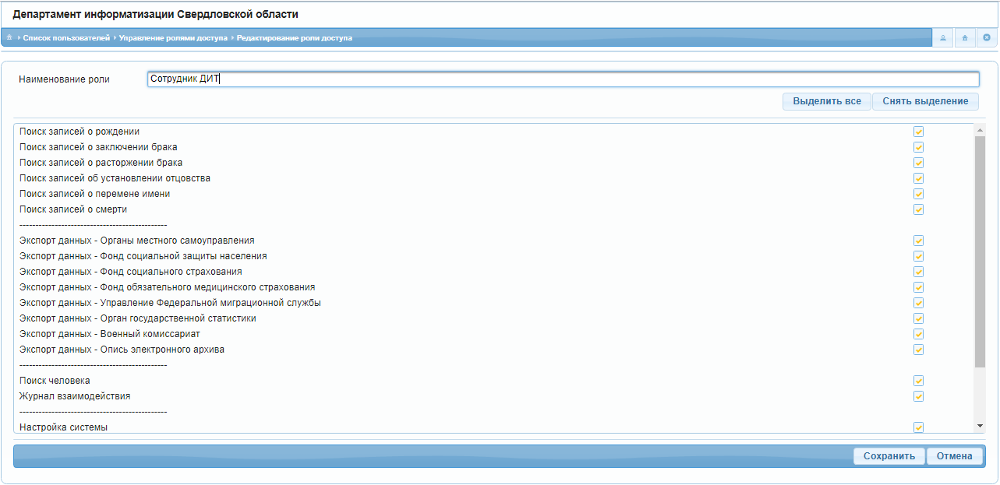 Департамент информатизации Свердловской области
Список пользователей Управление ролями доступа Редактирование роли доступа
Наименование роли Сотрудник ДИТ
Выделить все Снять выделение
Поиск записей о рождении
Поиск записей о заключении брака
Поиск записей о расторжении брака
Поиск записей об установлении отцовства
Поиск записей о перемене имени
Поиск записей о смерти
----------------------------------------------
Экспорт данных - Органы местного самоуправления
Экспорт данных - Фонд социальной защиты населения
Экспорт данных - Фонд социального страхования
Экспорт данных - Фонд обязательного медицинского страхования
Экспорт данных - Управление Федеральной миграционной службы
Экспорт данных - Орган государственной статистики
Экспорт данных - Военный комиссариат
Экспорт данных - Опись электронного архива
----------------------------------------------
Поиск человека
Журнал взаимодействия
----------------------------------------------
Настройка системы
Сохранить Отмена